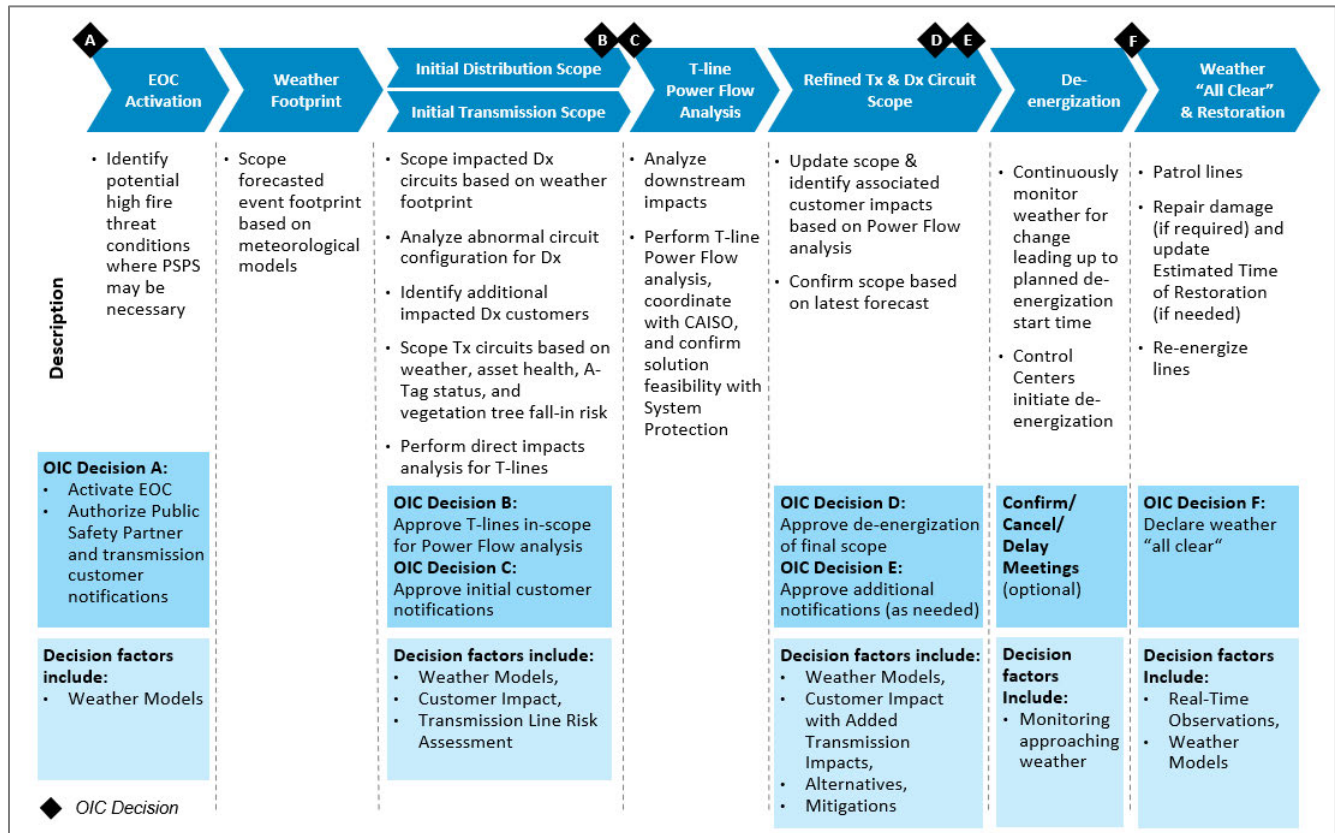 A
B
C
D
E
F
EOC
Activation
Weather
Footprint
Initial Distribution Scope
Initial Transmission Scope
T-line
Power Flow
Analysis
Refined Tx & Dx Circuit
Scope
De-
energization
Weather
“All Clear”
& Restoration
Description
• Identify
potential
high fire
threat
conditions
where PSPS
may be
necessary
• Scope
forecasted
event footprint
based on
meteorological
models
• Scope impacted Dx
circuits based on weather
footprint
• Analyze abnormal circuit
configuration for Dx
• Identify additional
impacted Dx customers
• Scope Tx circuits based on
weather, asset health, A-
Tag status, and
vegetation tree fall-in risk
• Perform direct impacts
analysis for T-lines
• Analyze
downstream
impacts
• Perform T-line
Power Flow
analysis,
coordinate
with CAISO,
and confirm
solution
feasibility with
System
Protection
• Update scope &
identify associated
customer impacts
based on Power Flow
analysis
• Confirm scope based
on latest forecast
• Continuously
monitor
weather for
change
leading up to
planned de-
energization
start time
• Control
Centers
initiate de-
energization
• Patrol lines
• Repair damage
(if required) and
update
Estimated Time
of Restoration
(if needed)
• Re-energize
lines
OIC Decision A:
• Activate EOC
• Authorize Public
Safety Partner
and transmission
customer
notifications
OIC Decision B:
Approve T-lines in-scope
for Power Flow analysis
OIC Decision C:
Approve initial customer
notifications
OIC Decision D:
Approve de-energization
of final scope
OIC Decision E:
Approve additional
notifications (as needed)
Confirm/
Cancel/
Delay
Meetings
(optional)
OIC Decision F:
Declare weather
“all clear“
Decision factors
include:
• Weather Models
Decision factors include:
• Weather Models,
• Customer Impact,
• Transmission Line Risk
Assessment
Decision factors include:
• Weather Models,
• Customer Impact
with Added
Transmission
Impacts,
• Alternatives,
• Mitigations
Decision
factors
Include:
• Monitoring
approaching
weather
Decision factors
Include:
• Real-Time
Observations,
• Weather
Models
OIC Decision